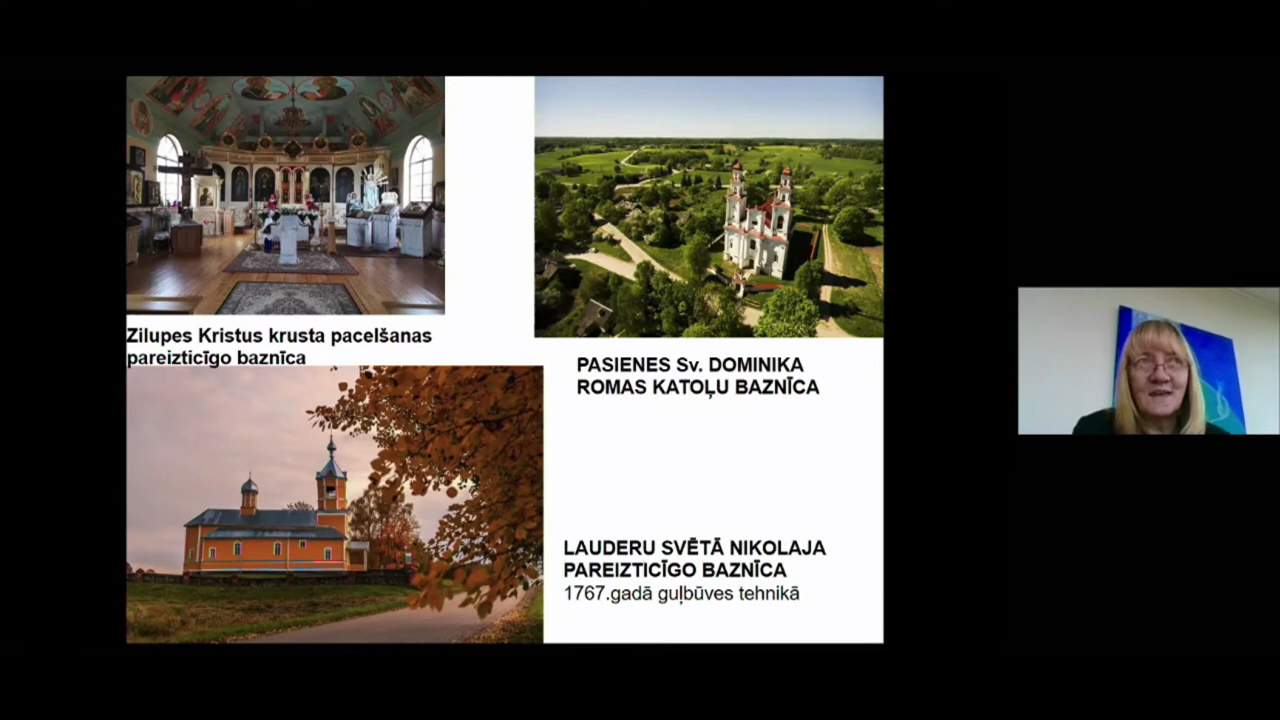 Zilupes Kristus krusta pacelšanas
pareizticīgo baznīca
PASIENES Sv. DOMINIKA
ROMAS KATOĻU BAZNĪCA
LAUDERU SVĒTĀ NIKOLAJA
PAREIZTICĪGO BAZNĪCA
1767.gadā guļbūves tehnikā